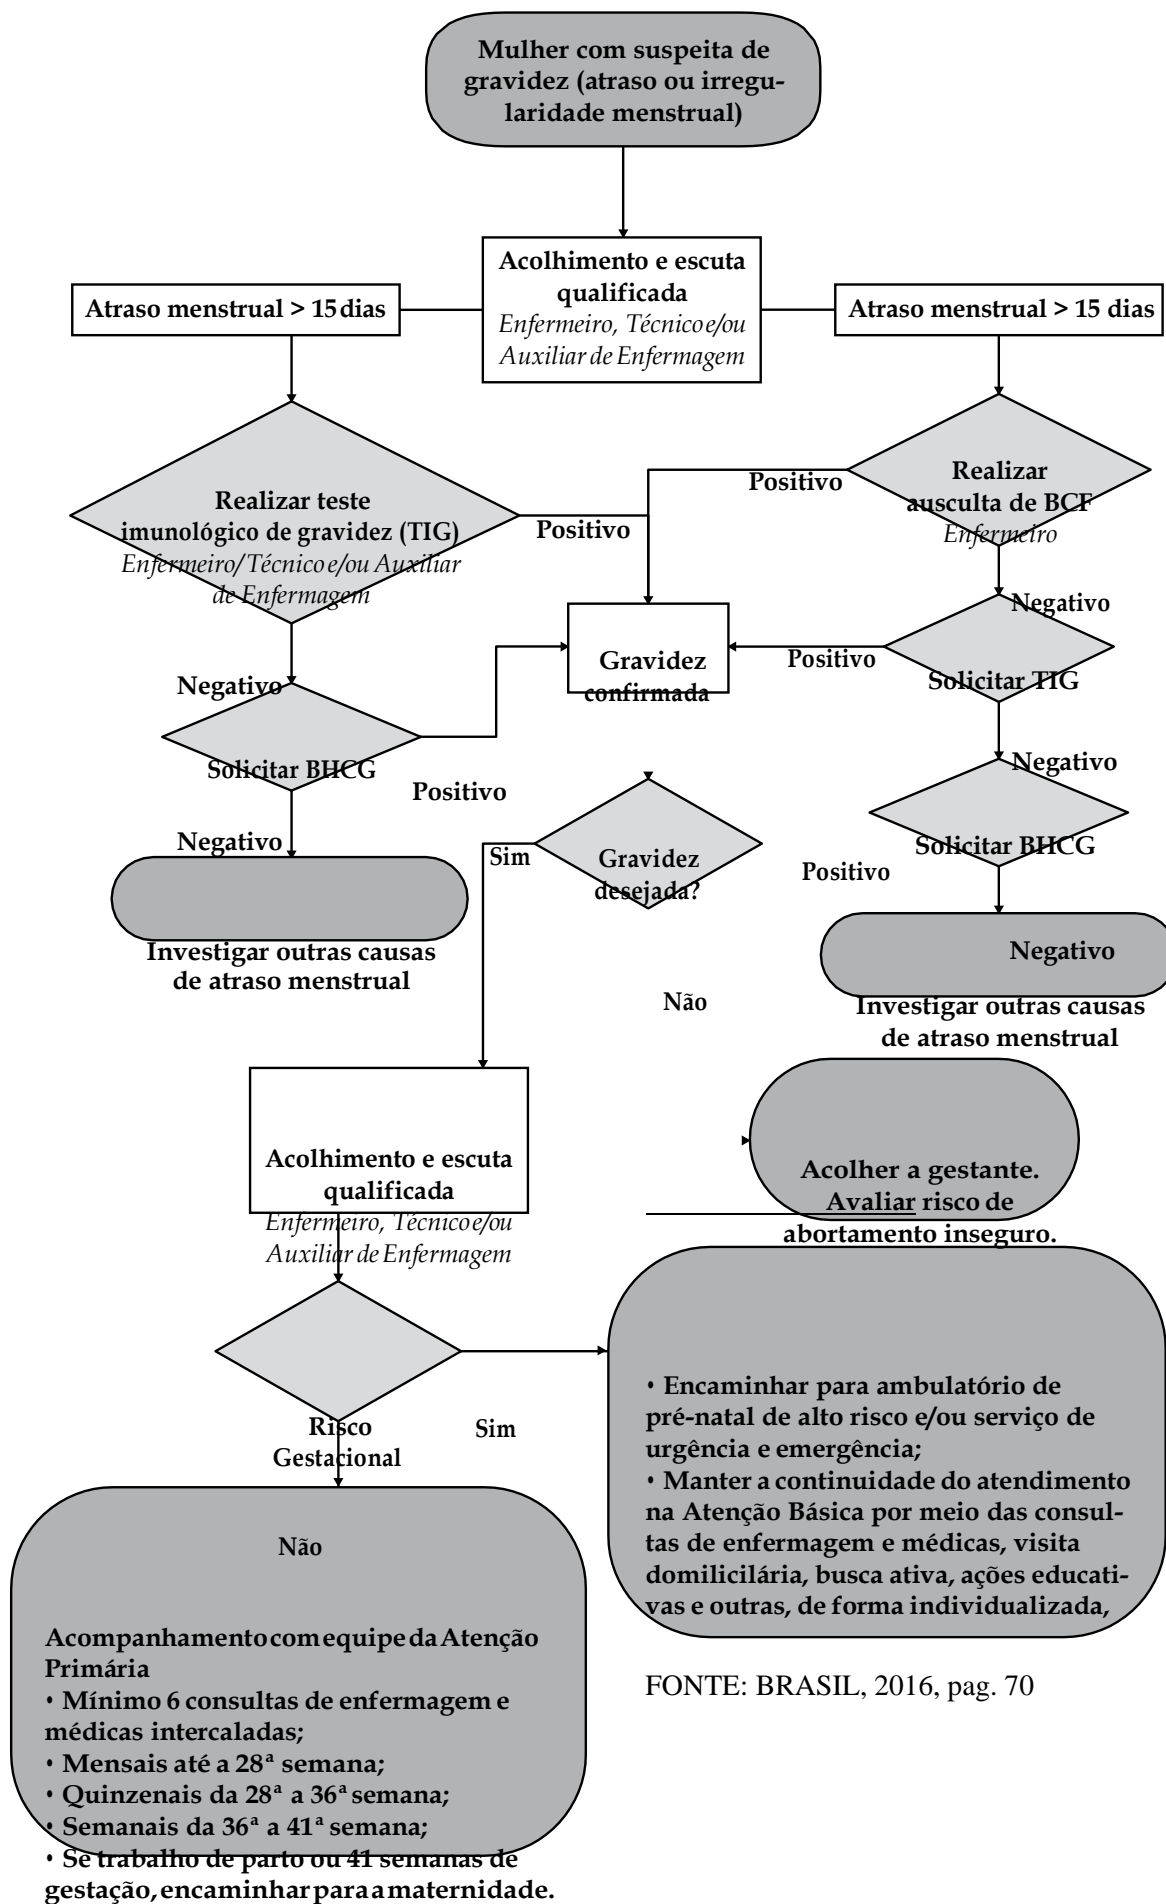 Mulher com suspeita de
gravidez (atraso ou irregu-
laridade menstrual)
Acolhimento e escuta
qualificada
Enfermeiro, Técnico e/ou
Auxiliar de Enfermagem
Atraso menstrual > 15 dias
Atraso menstrual > 15 dias
Realizar teste
imunológico de gravidez (TIG)
Enfermeiro/Técnico e/ou Auxiliar
de Enfermagem
Positivo
Positivo
Realizar
ausculta de BCF
Enfermeiro
Negativo
Gravidez
confirmada
Positivo
Solicitar TIG
Negativo
Solicitar BHCG
Positivo
Negativo
Solicitar BHCG
Negativo
Sim
Gravidez
desejada?
Positivo
Investigar outras causas
de atraso menstrual
Negativo
Investigar outras causas
de atraso menstrual
Não
Acolhimento e escuta
qualificada
Enfermeiro, Técnico e/ou
Auxiliar de Enfermagem
Acolher a gestante.
Avaliar risco de
abortamento inseguro.
Risco
Gestacional
Sim
• Encaminhar para ambulatório de
pré-natal de alto risco e/ou serviço de
urgência e emergência;
• Manter a continuidade do atendimento
na Atenção Básica por meio das consul-
tas de enfermagem e médicas, visita
domilicilária, busca ativa, ações educati-
vas e outras, de forma individualizada,
Não
Acompanhamento com equipe da Atenção
Primária
• Mínimo 6 consultas de enfermagem e
médicas intercaladas;
• Mensais até a 28ª semana;
• Quinzenais da 28ª a 36ª semana;
• Semanais da 36ª a 41ª semana;
• Se trabalho de parto ou 41 semanas de
gestação, encaminhar para a maternidade.
FONTE: BRASIL, 2016, pag. 70